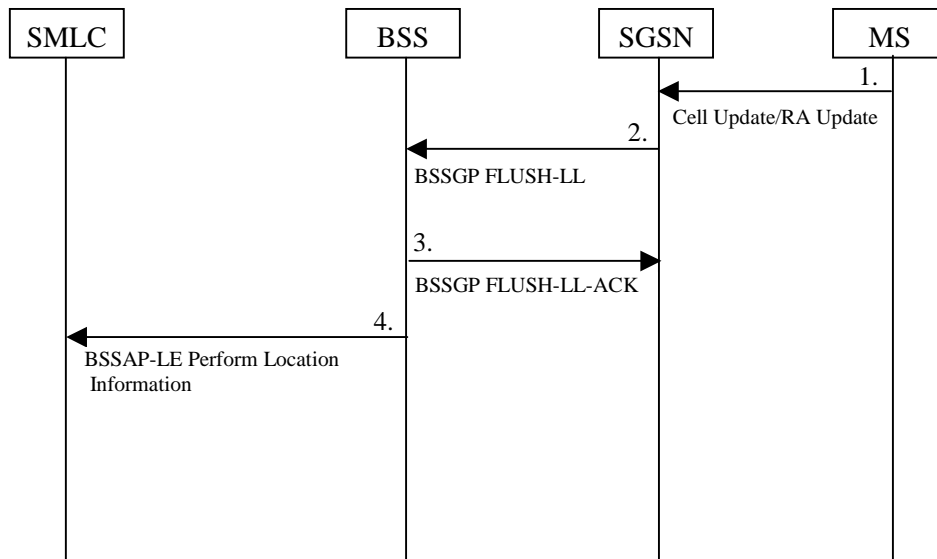 SMLC
BSS
SGSN
MS
1.
Cell Update/RA Update
2.
BSSGP FLUSH-LL
3.
BSSGP FLUSH-LL-ACK
4.
BSSAP-LE Perform Location
Information